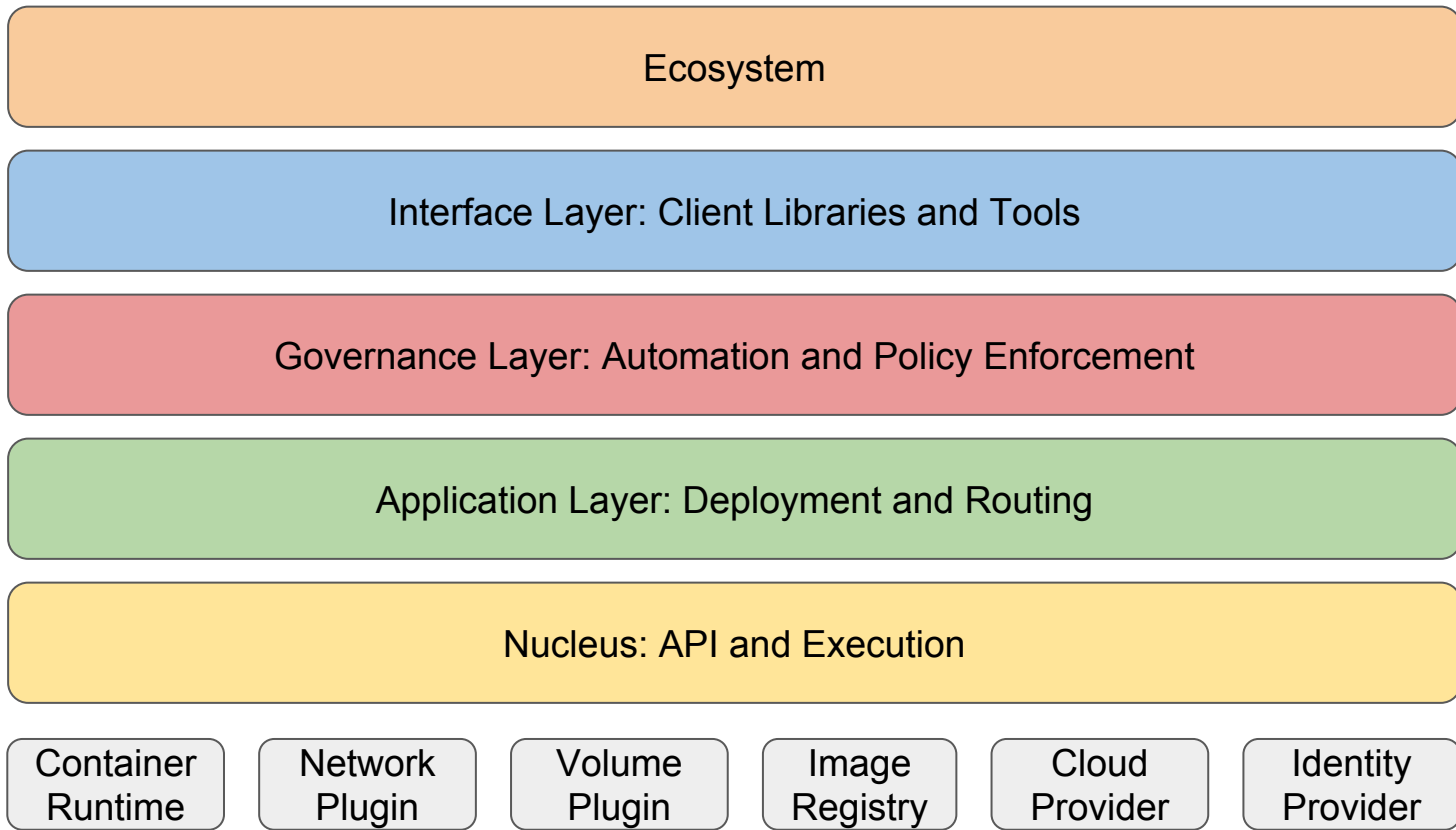 Ecosystem
Interface Layer: Client Libraries and Tools
Governance Layer: Automation and Policy Enforcement
Application Layer: Deployment and Routing
Nucleus: API and Execution
Container
Runtime
Network
Plugin
Volume
Plugin
Image
Registry
Cloud
Provider
Identity
Provider